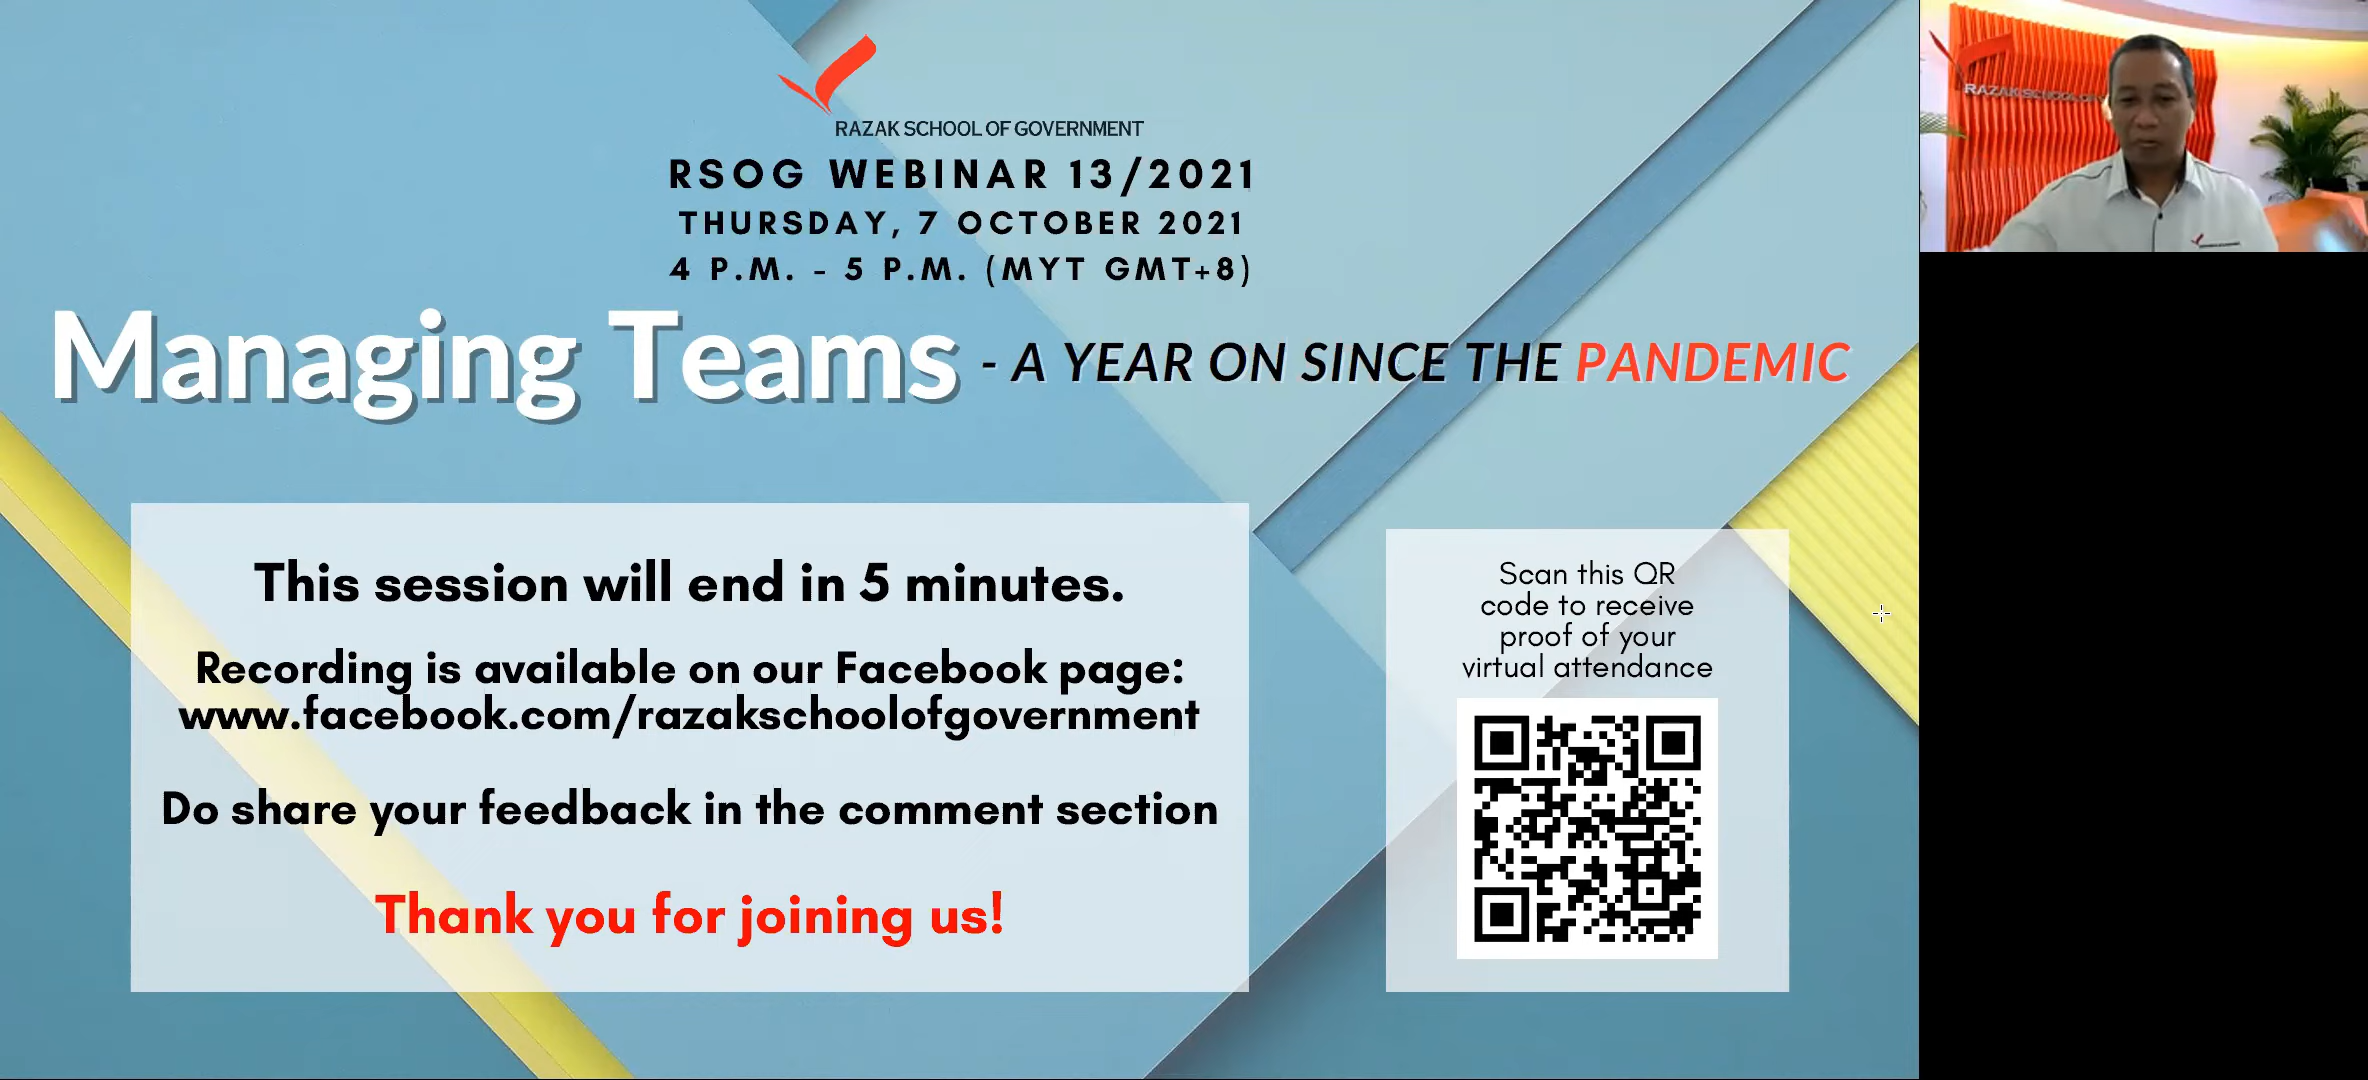 RAZAK SCHOOL OF GOVERNMENT
RSOG WEBINAR 13/2021
THURSDAY, 7 OCTOBER 2021
4 P.M. - 5 P.M. (MYT GMT+8)
Managing Teams - A YEAR ON SINCE THE PANDEMIC
This session will end in 5 minutes.
Recording is available on our Facebook page:
www.facebook.com/razakschoolofgovernment
Do share your feedback in the comment section
Thank you for joining us!
Scan this QR
code to receive
proof of your
virtual attendance
RAZAK SCHOOL OF